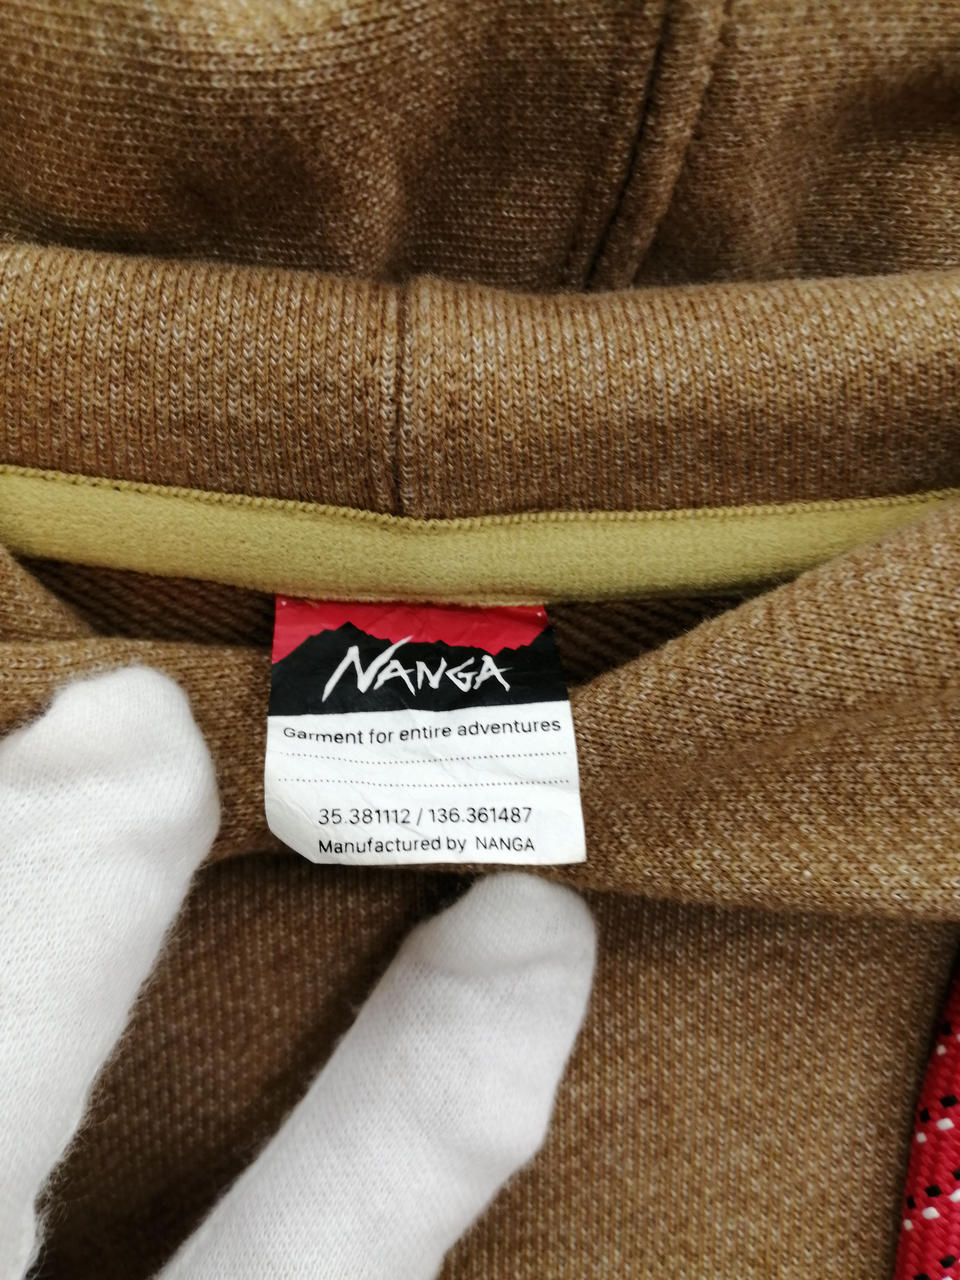 NANGA
Garment for entire adventures
35.381112 / 136.361487
Manufactured by NANGA